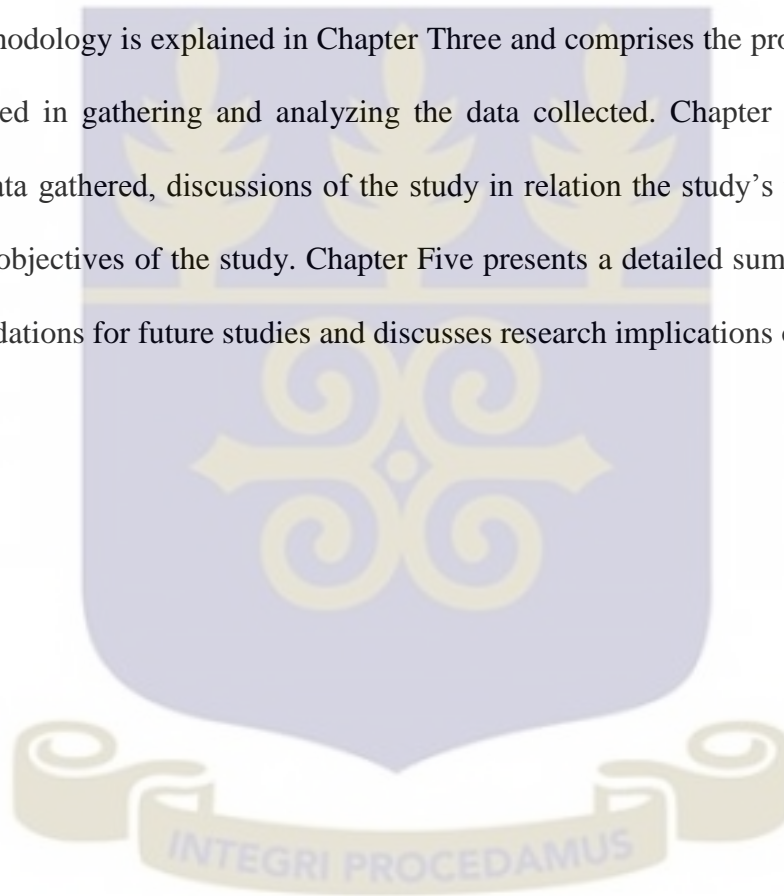 hodology is explained in Chapter Three and comprises the pro
ed in gathering and analyzing the data collected. Chapter
ata gathered, discussions of the study in relation the study’s
objectives of the study. Chapter Five presents a detailed sum
dations for future studies and discusses research implications
INTEGRI PROCEDAMUS